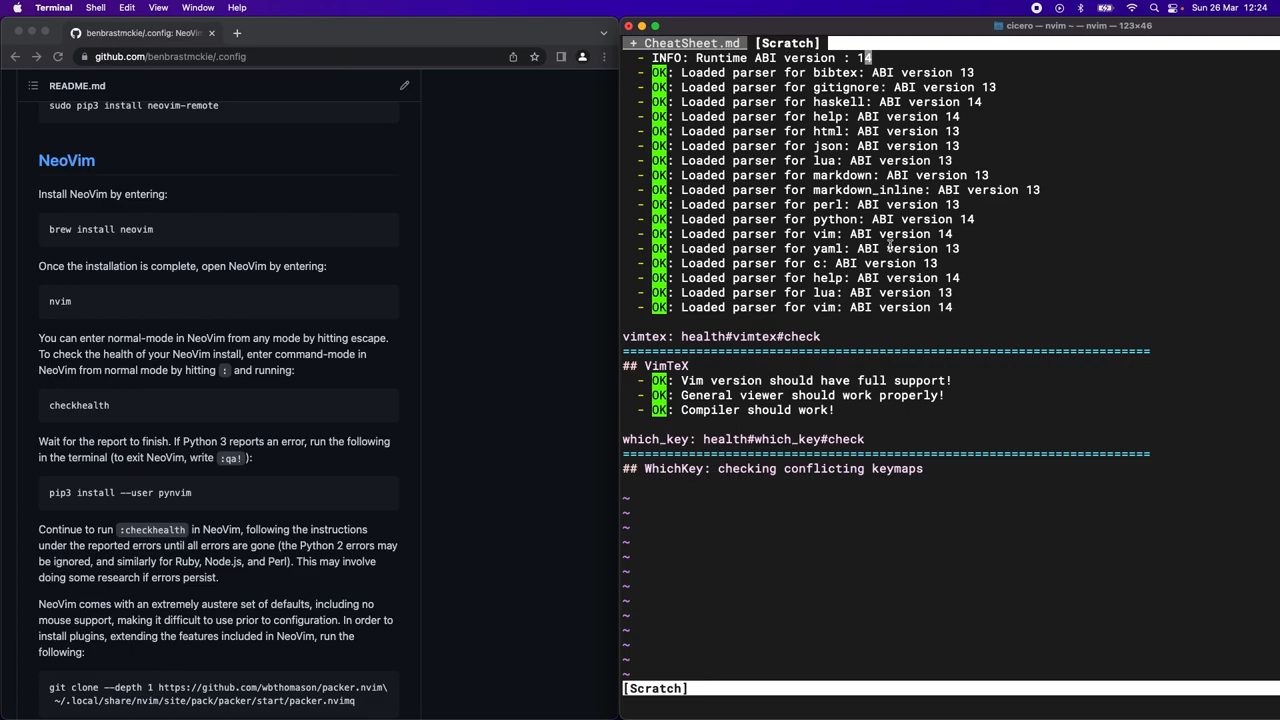 Terminal Shell Edit View Window Help
Sun 26 Mar 12:24
benbrastmckie/.config: NeoVi
github.com/benbrastmckie/.config
README.md
sudo pip3 install neovim-remote
NeoVim
Install NeoVim by entering:
brew install neovim
Once the installation is complete, open NeoVim by entering:
nvim
You can enter normal-mode in NeoVim from any mode by hitting escape.
To check the health of your NeoVim install, enter command-mode in
NeoVim from normal mode by hitting : and running:
checkhealth
Wait for the report to finish. If Python 3 reports an error, run the following
in the terminal (to exit NeoVim, write :qa! ):
pip3 install --user pynvim
Continue to run :checkhealth in NeoVim, following the instructions
under the reported errors until all errors are gone (the Python 2 errors may
be ignored, and similarly for Ruby, Node.js, and Perl). This may involve
doing some research if errors persist.
NeoVim comes with an extremely austere set of defaults, including no
mouse support, making it difficult to use prior to configuration. In order to
install plugins, extending the features included in NeoVim, run the
following:
git clone --depth 1 https://github.com/wbthomason/packer.nvim\
~/.local/share/nvim/site/pack/packer/start/packer.nvimq
cicero — nvim ~ — nvim — 123×46
+ CheatSheet.md [Scratch]
- INFO: Runtime ABI version : 14
- OK: Loaded parser for bibtex: ABI version 13
- OK: Loaded parser for gitignore: ABI version 13
- OK: Loaded parser for haskell: ABI version 14
- OK: Loaded parser for help: ABI version 14
- OK: Loaded parser for html: ABI version 13
- OK: Loaded parser for json: ABI version 13
- OK: Loaded parser for lua: ABI version 13
- OK: Loaded parser for markdown: ABI version 13
- OK: Loaded parser for markdown_inline: ABI version 13
- OK: Loaded parser for perl: ABI version 13
- OK: Loaded parser for python: ABI version 14
- OK: Loaded parser for vim: ABI version 14
- OK: Loaded parser for yaml: ABI version 13
- OK: Loaded parser for c: ABI version 13
- OK: Loaded parser for help: ABI version 14
- OK: Loaded parser for lua: ABI version 13
- OK: Loaded parser for vim: ABI version 14
vimtex: health#vimtex#check
========================================================================
## VimTeX
- OK: Vim version should have full support!
- OK: General viewer should work properly!
- OK: Compiler should work!
which_key: health#which_key#check
========================================================================
## WhichKey: checking conflicting keymaps
~
~
~
~
~
~
~
~
~
~
~
~
~
[Scratch]